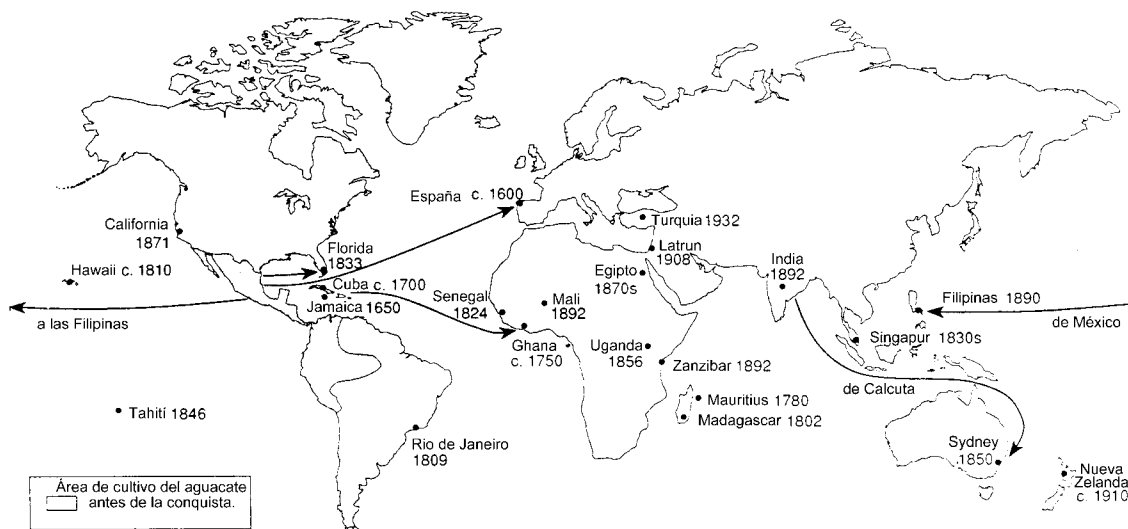 España c. 1600
Turquia 1932
California
1871
Florida
1833
Latrun
1908
India
1892
Hawaii c. 1810
Egipto
1870s
Cuba c. 1700
Jamaica 1650
Senegal
1824
Mali
1892
Filipinas 1890
a las Filipinas
de México
Singapur 1830s
Ghana
c. 1750
Uganda
1856
Zanzibar 1892
de Calcuta
Mauritius 1780
Madagascar 1802
Tahití 1846
Rio de Janeiro
1809
Sydney
1850
Nueva
Zelanda
c. 1910
Área de cultivo del aguacate
antes de la conquista.